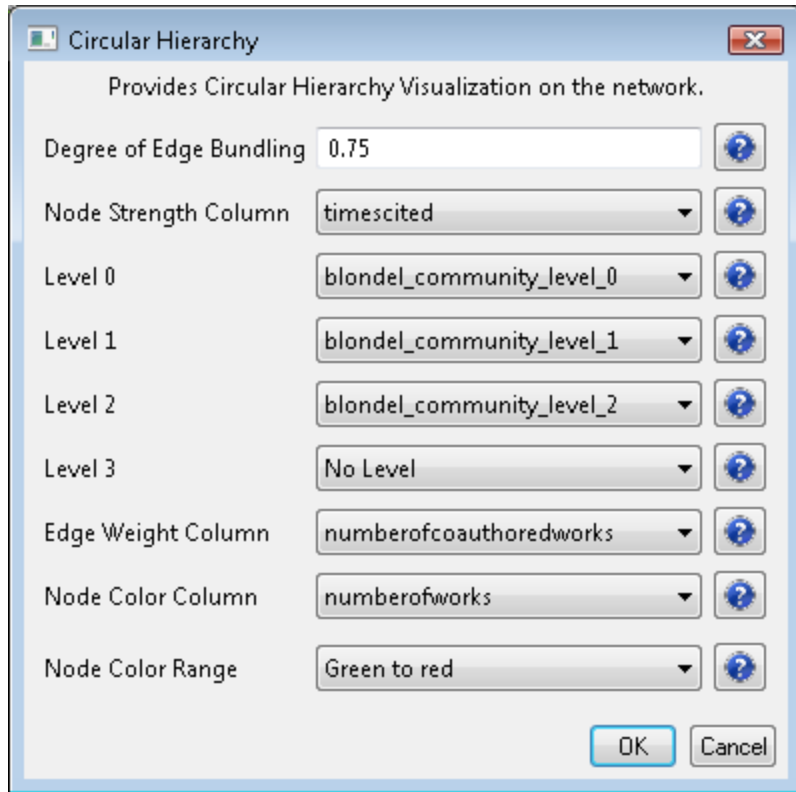 Circular Hierarchy
Provides Circular Hierarchy Visualization on the network.
Degree of Edge Bundling 0.75
Node Strength Column timescited
Level 0 blondel_community_level_0
Level 1 blondel_community_level_1
Level 2 blondel_community_level_2
Level 3 No Level
Edge Weight Column numberofcoauthoredworks
Node Color Column numberofworks
Node Color Range Green to red
OK Cancel